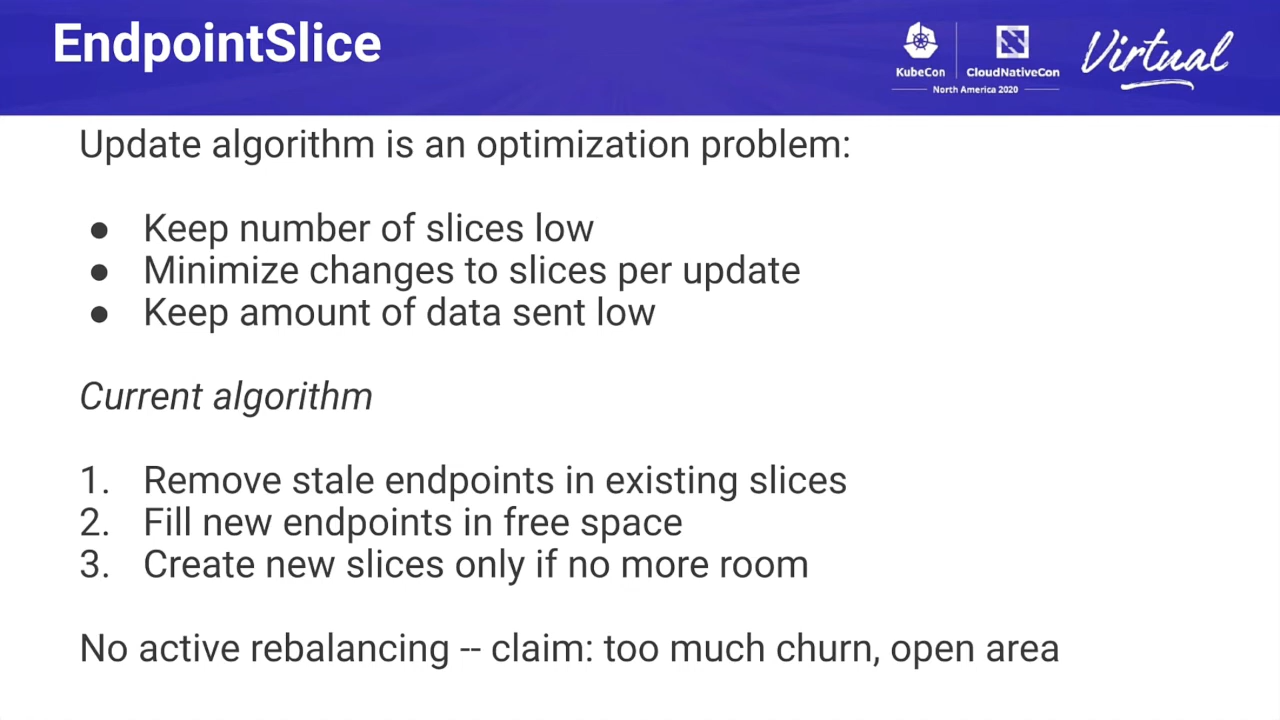 EndpointSlice
KubeCon
CloudNativeCon
North America 2020
Virtual
Update algorithm is an optimization problem:
● Keep number of slices low
● Minimize changes to slices per update
● Keep amount of data sent low
Current algorithm
1. Remove stale endpoints in existing slices
2. Fill new endpoints in free space
3. Create new slices only if no more room
No active rebalancing -- claim: too much churn, open area